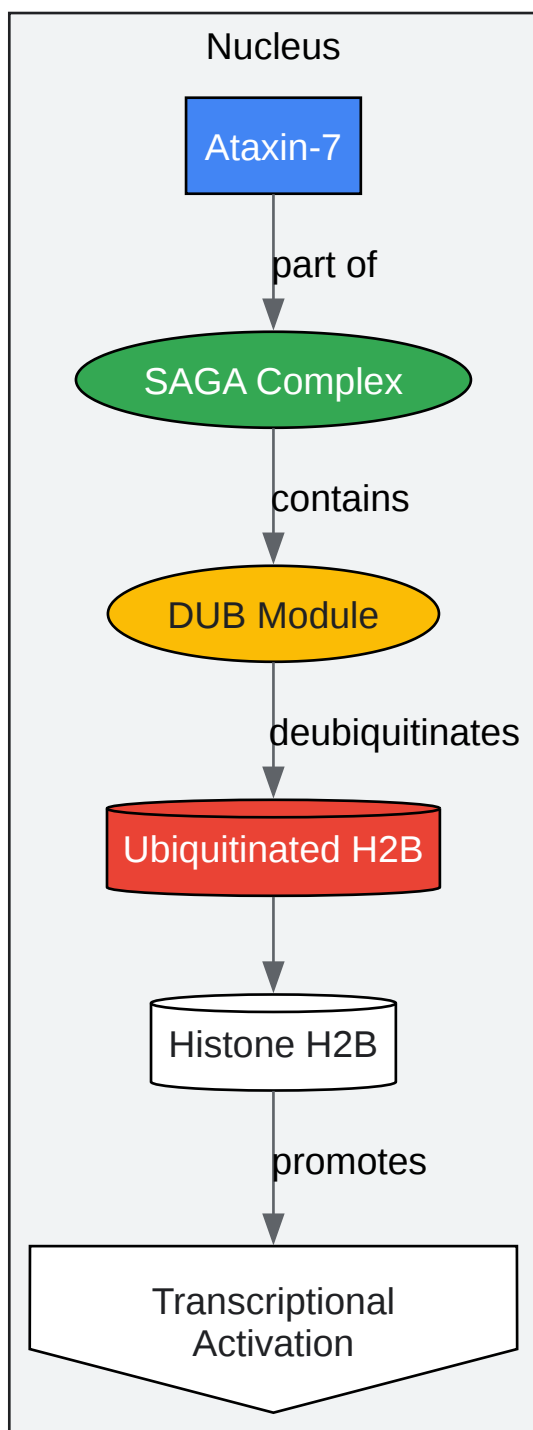 Nucleus
Ataxin-7
part of
SAGA Complex
contains
DUB Module
deubiquitinates
Ubiquitinated H2B
Histone H2B
promotes
Transcriptional
Activation